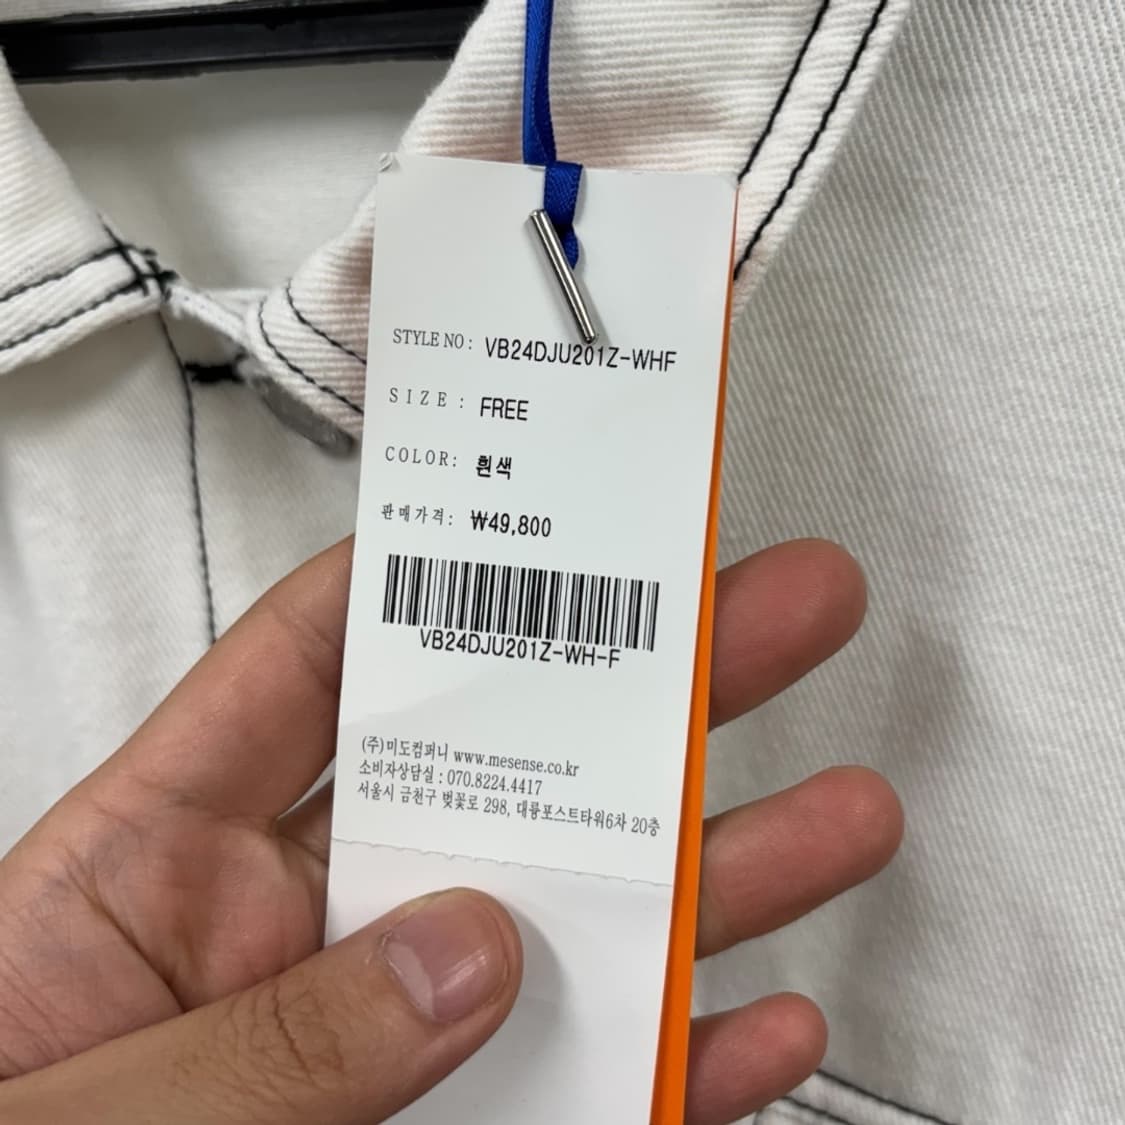 STYLE NO : VB24DJU201Z-WHF
SIZE : FREE
COLOR: 흰색
판매가격: ₩49,800
VB24DJU201Z-WH-F
(주)미도컴퍼니 www.mesense.co.kr
소비자상담실 : 070.8224.4417
서울시 금천구 벚꽃로 298, 대륭포스트타워6차 20층